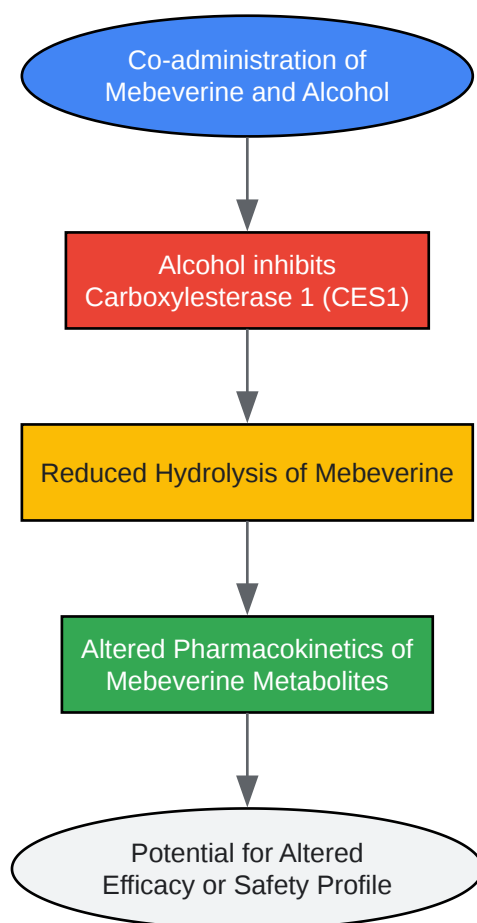 Co-administration of
Mebeverine and Alcohol
Alcohol inhibits
Carboxylesterase 1 (CES1)
Reduced Hydrolysis of Mebeverine
Altered Pharmacokinetics of
Mebeverine Metabolites
Potential for Altered
Efficacy or Safety Profile